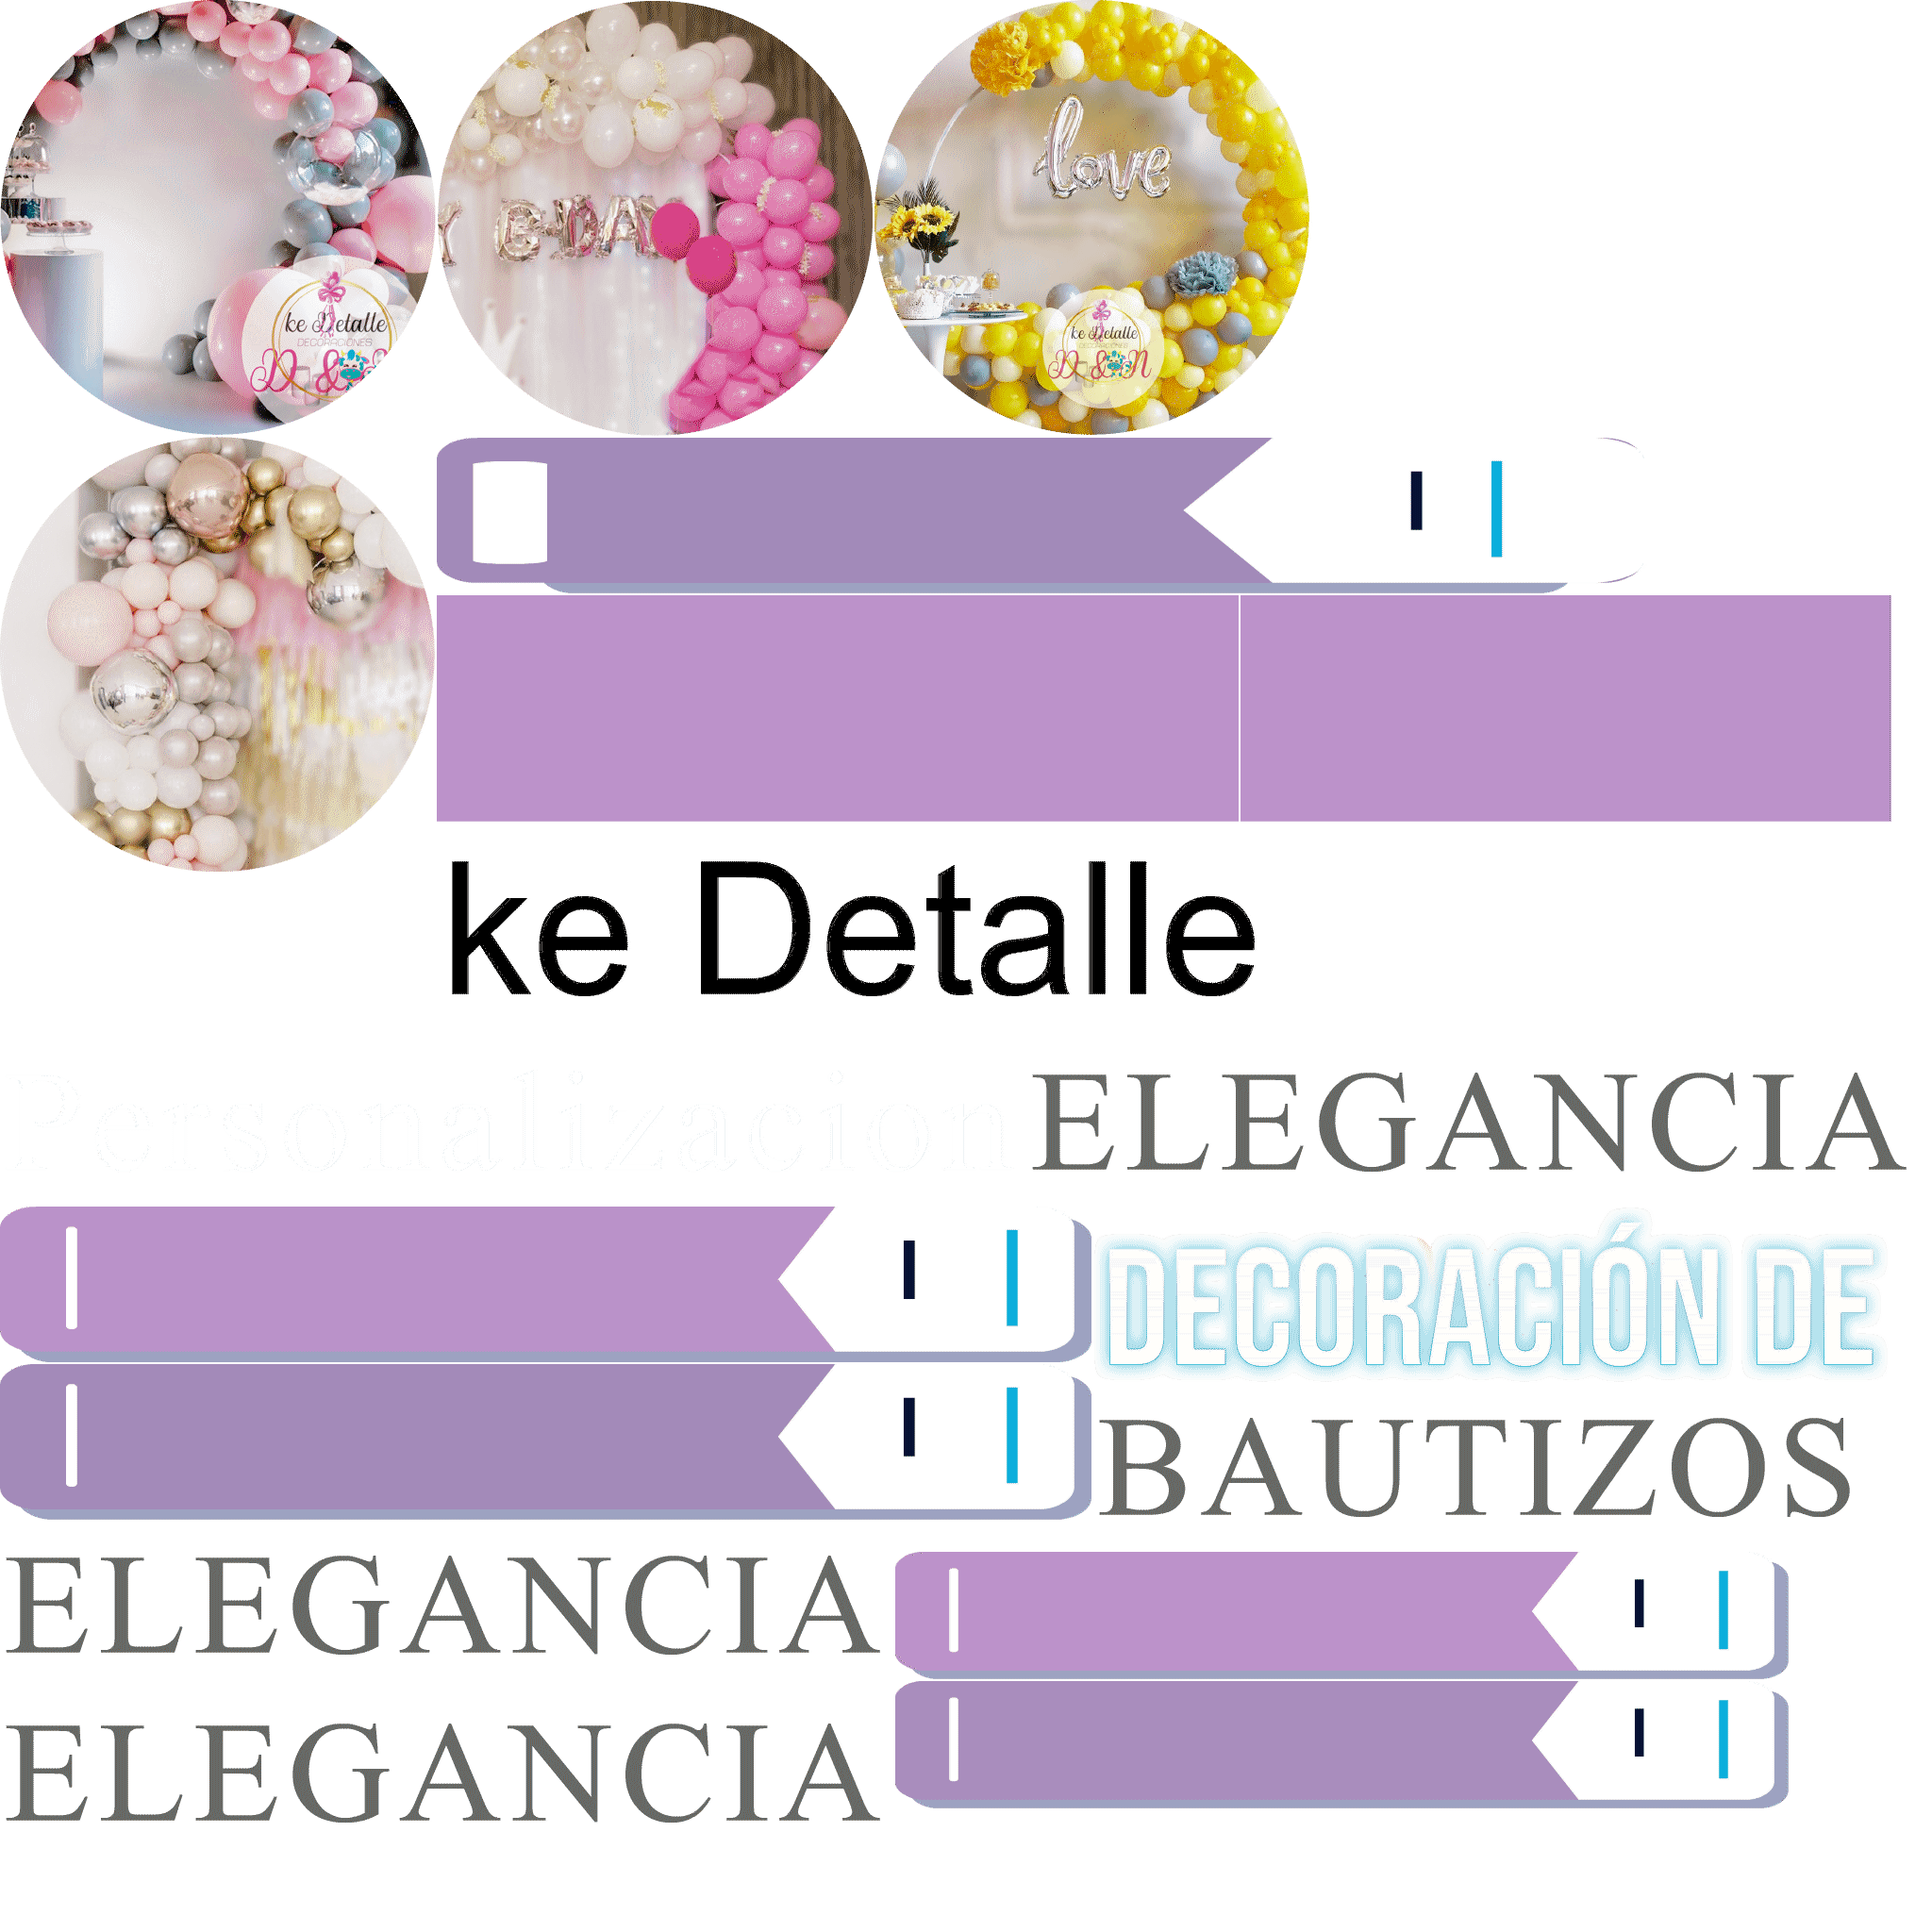 ke Detalle
DECORACIONES
D & N
Y B-DAY
love
ke Detalle
DECORACIONES
D & N
ke Detalle
Personalizacion
ELEGANCIA
DECORACIÓN DE
BAUTIZOS
ELEGANCIA
ELEGANCIA